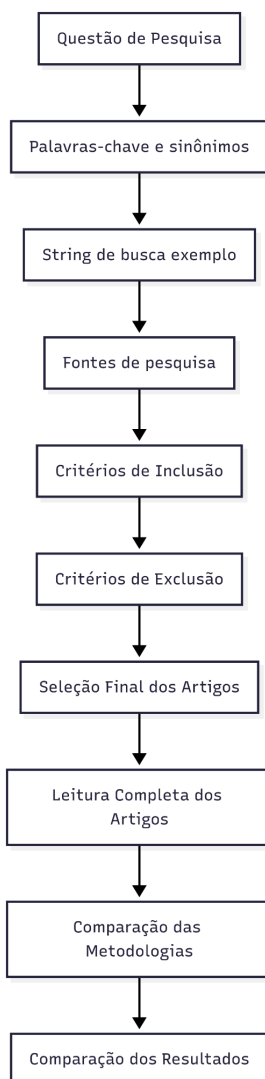 Questão de Pesquisa
Palavras-chave e sinônimos
String de busca exemplo
Fontes de pesquisa
Critérios de Inclusão
Critérios de Exclusão
Seleção Final dos Artigos
Leitura Completa dos
Artigos
Comparação das
Metodologias
Comparação dos Resultados